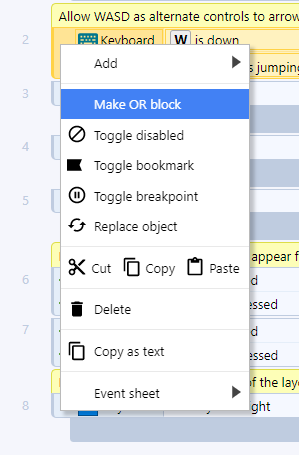 Allow WASD as alternate controls to arrow
2 Keyboard W is down
Add
s jumping
3
Make OR block
4
Toggle disabled
Toggle bookmark
5
Toggle breakpoint
Replace object
appear f
Cut Copy Paste
6 d
essed
Delete
7 d
essed
Copy as text
of the laye
Event sheet
8 ght